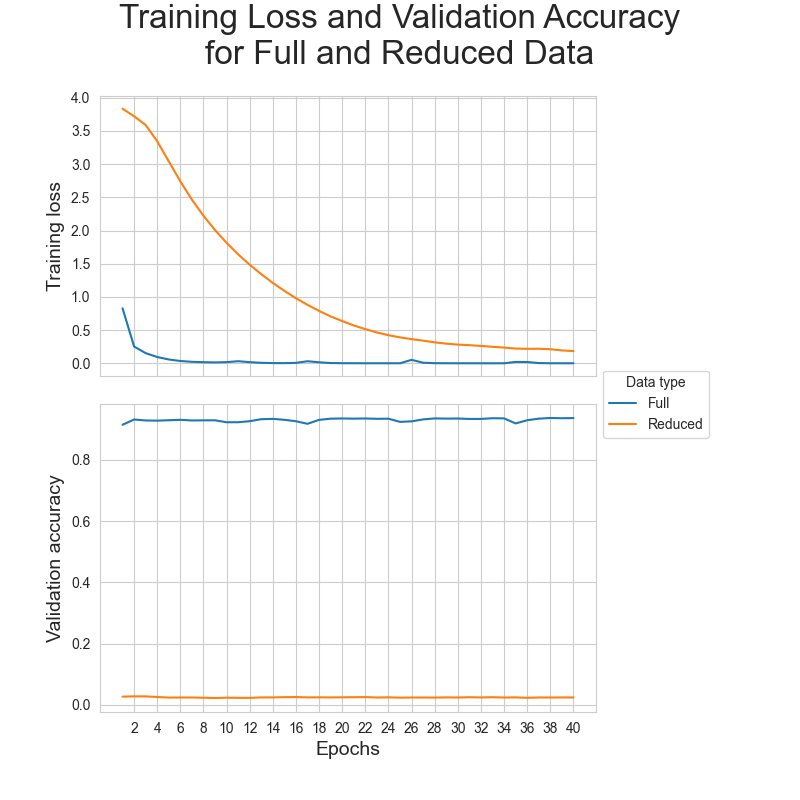 Training Loss and Validation Accuracy
for Full and Reduced Data
4.0
3.5
3.0
2.5
2.0
1.5
1.0
0.5
0.0
Training loss
Data type
Full
Reduced
0.8
0.6
0.4
0.2
0.0
Validation accuracy
2 4 6 8 10 12 14 16 18 20 22 24 26 28 30 32 34 36 38 40
Epochs